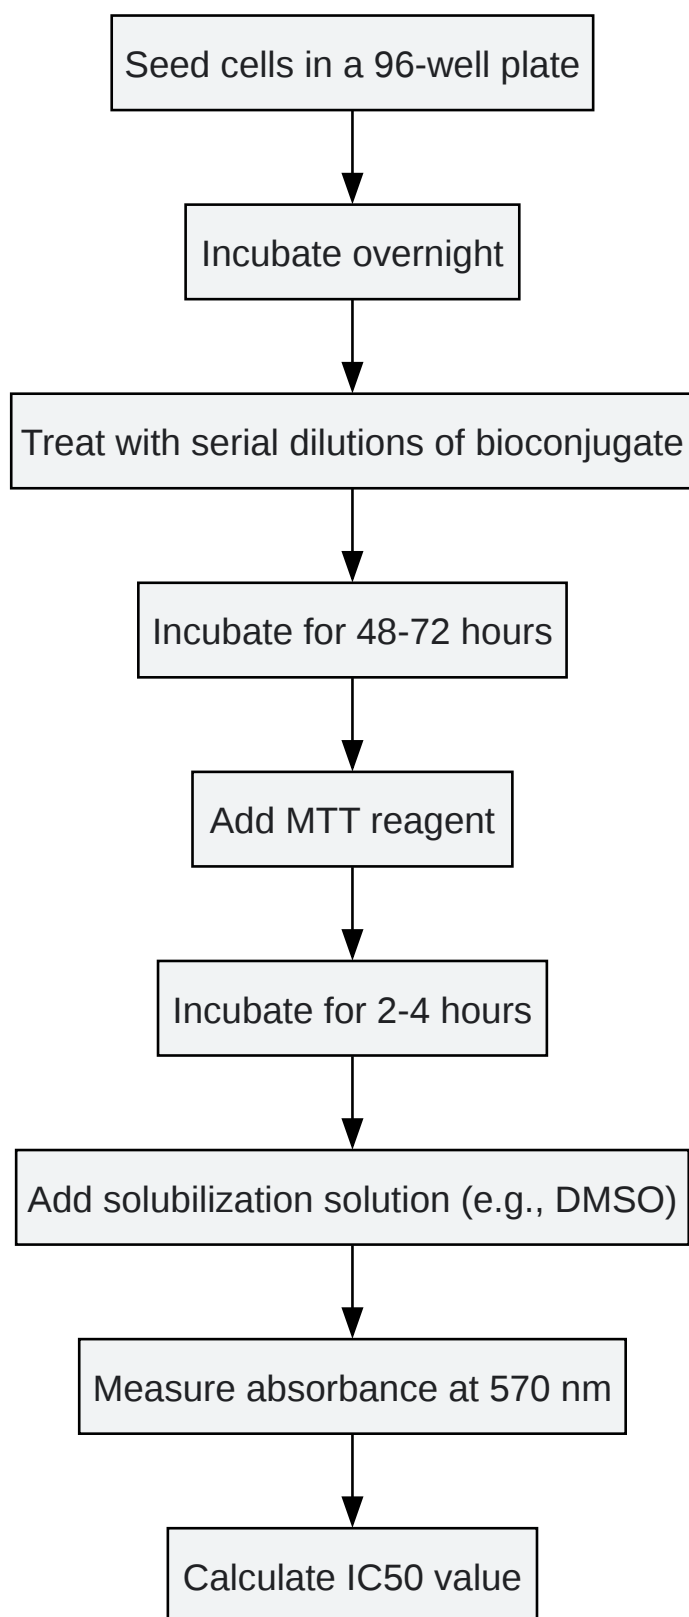 Seed cells in a 96-well plate
Incubate overnight
Treat with serial dilutions of bioconjugate
Incubate for 48-72 hours
Add MTT reagent
Incubate for 2-4 hours
Add solubilization solution (e.g., DMSO)
Measure absorbance at 570 nm
Calculate IC50 value